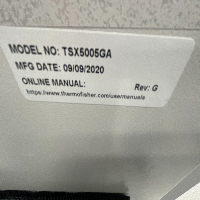 MODEL NO: TSX5005GA
MFG DATE: 09/09/2020
ONLINE MANUAL: Rev: G
https://www.thermofisher.com/usermanuals